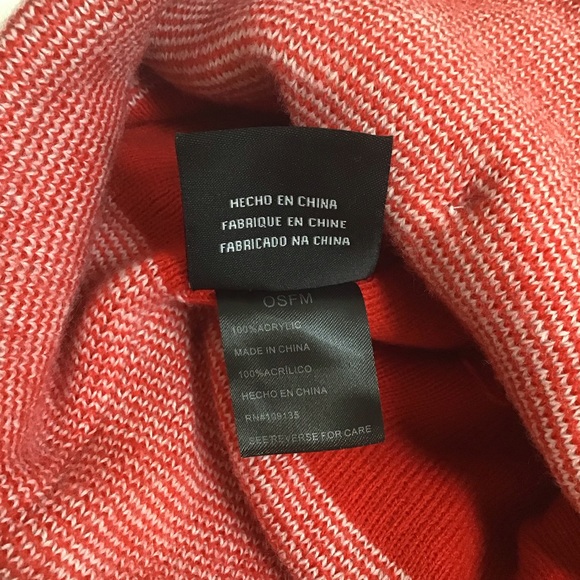 HECHO EN CHINA
FABRIQUE EN CHINE
FABRICADO NA CHINA
OSFM
100%ACRYLIC
MADE IN CHINA
100%ACRÍLICO
HECHO EN CHINA
RN#109135
SEE REVERSE FOR CARE